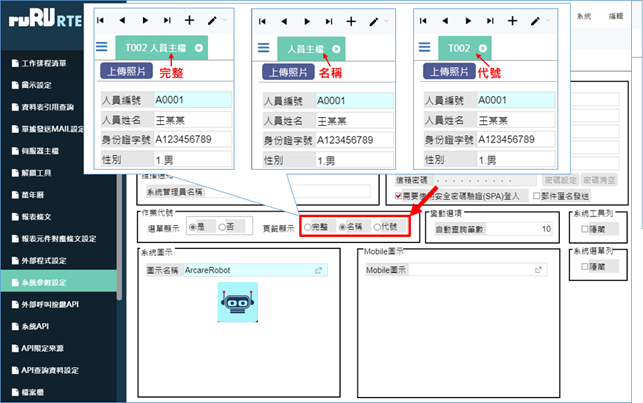 ruRU RTE
系統 編輯
工作排程清單
圖示設定
資料表引用查詢
單據發送MAIL設定
伺服器主檔
解鎖工具
萬年曆
報表條文
報表元件對應條文設定
外部程式設定
系統參數設定
外部呼叫按鍵API
系統API
API限定來源
API查詢資料設定
檔案櫃
T002 人員主檔
上傳照片 完整
人員編號 A0001
人員姓名 王某某
身份證字號 A123456789
性別 1.男
人員主檔
上傳照片 名稱
人員編號 A0001
人員姓名 王某某
身份證字號 A123456789
性別 1.男
T002
上傳照片 代號
人員編號 A0001
人員姓名 王某某
身份證字號 A123456789
性別 1.男
系統管理員名稱
信箱密碼 · · · · · · · · · · 密碼設定 密碼清空
需要使用安全密碼驗證(SPA)登入 郵件匿名發送
作業代號
選單顯示 是 否 頁籤顯示 完整 名稱 代號
自動查詢筆數 10
系統工具列
隱藏
系統選單列
隱藏
系統圖示
圖示名稱 ArcareRobot
Mobile圖示
Mobile圖示